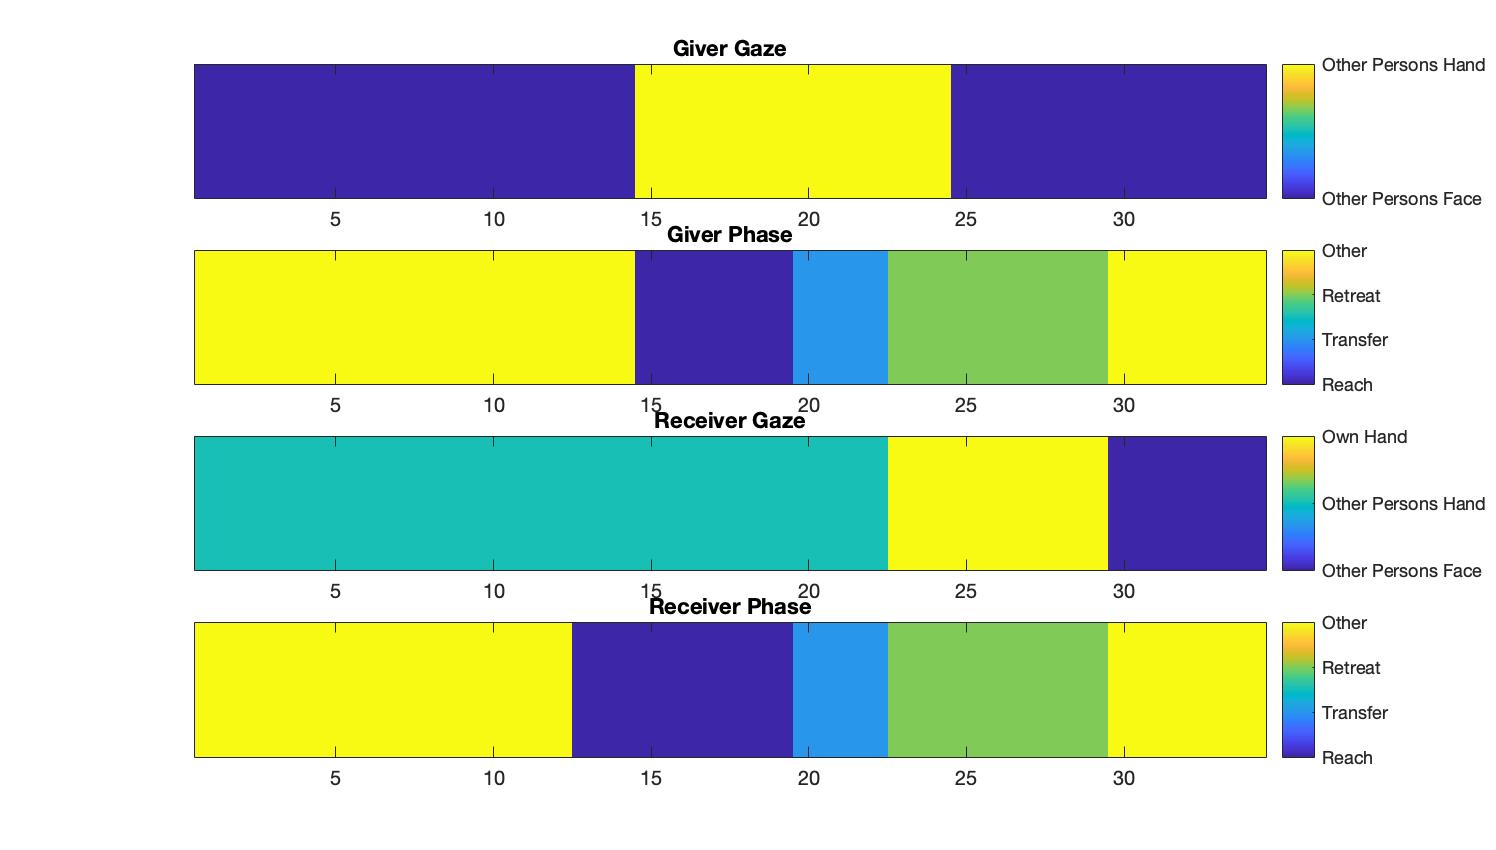 Giver Gaze
Other Persons Hand
Other Persons Face
5 10 15 20 25 30
Giver Phase
Other
Retreat
Transfer
Reach
5 10 15 20 25 30
Receiver Gaze
Own Hand
Other Persons Hand
Other Persons Face
5 10 15 20 25 30
Receiver Phase
Other
Retreat
Transfer
Reach
5 10 15 20 25 30